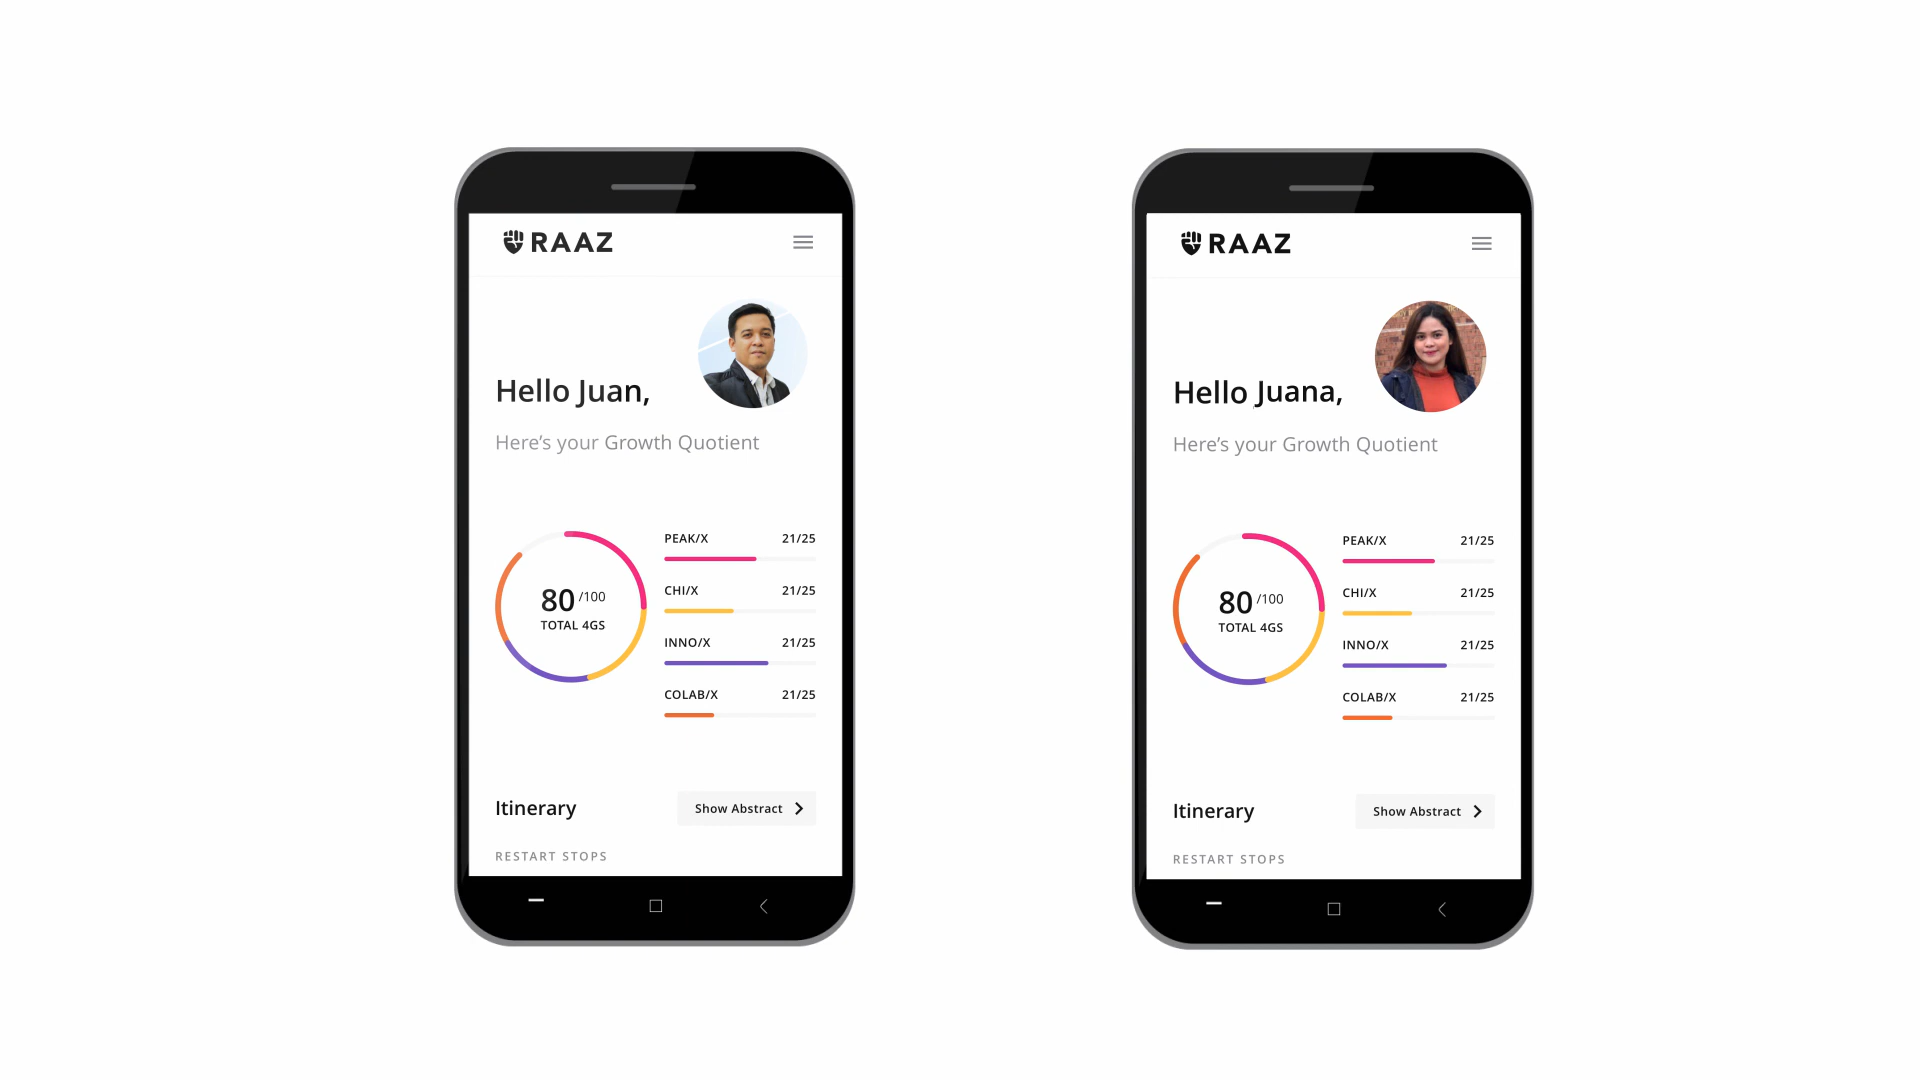 RAAZ
Hello Juan,
Here's your Growth Quotient
80 /100
TOTAL 4GS
PEAK/X 21/25
CHI/X 21/25
INNO/X 21/25
COLAB/X 21/25
Itinerary
Show Abstract
RESTART STOPS
RAAZ
Hello Juana,
Here's your Growth Quotient
80 /100
TOTAL 4GS
PEAK/X 21/25
CHI/X 21/25
INNO/X 21/25
COLAB/X 21/25
Itinerary
Show Abstract
RESTART STOPS